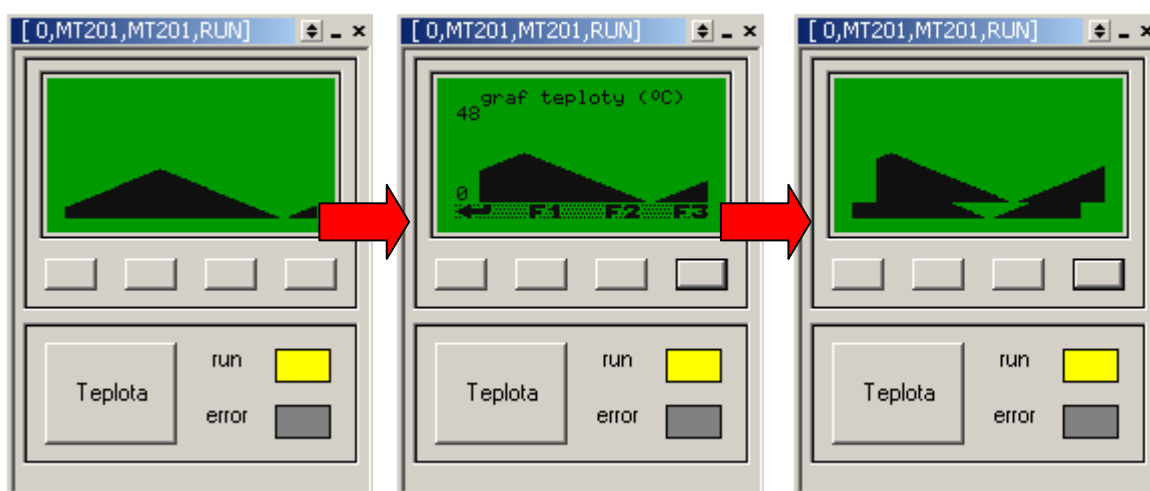 [ 0,MT201,MT201,RUN]
run
Teplota
error
[ 0,MT201,MT201,RUN]
graf teploty (ºC)
48
0
F1 F2 F3
run
Teplota
error
[ 0,MT201,MT201,RUN]
run
Teplota
error